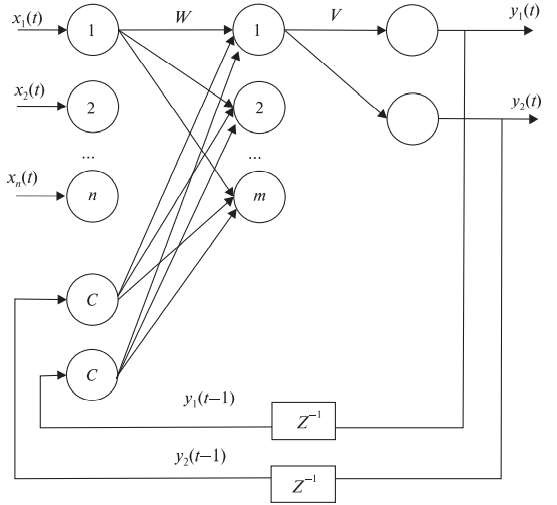 x₁(t) 1 W 1 V y₁(t)
x₂(t) 2 2 y₂(t)
... ...
xₙ(t) n m
C
C
y₁(t−1) Z⁻¹
y₂(t−1) Z⁻¹